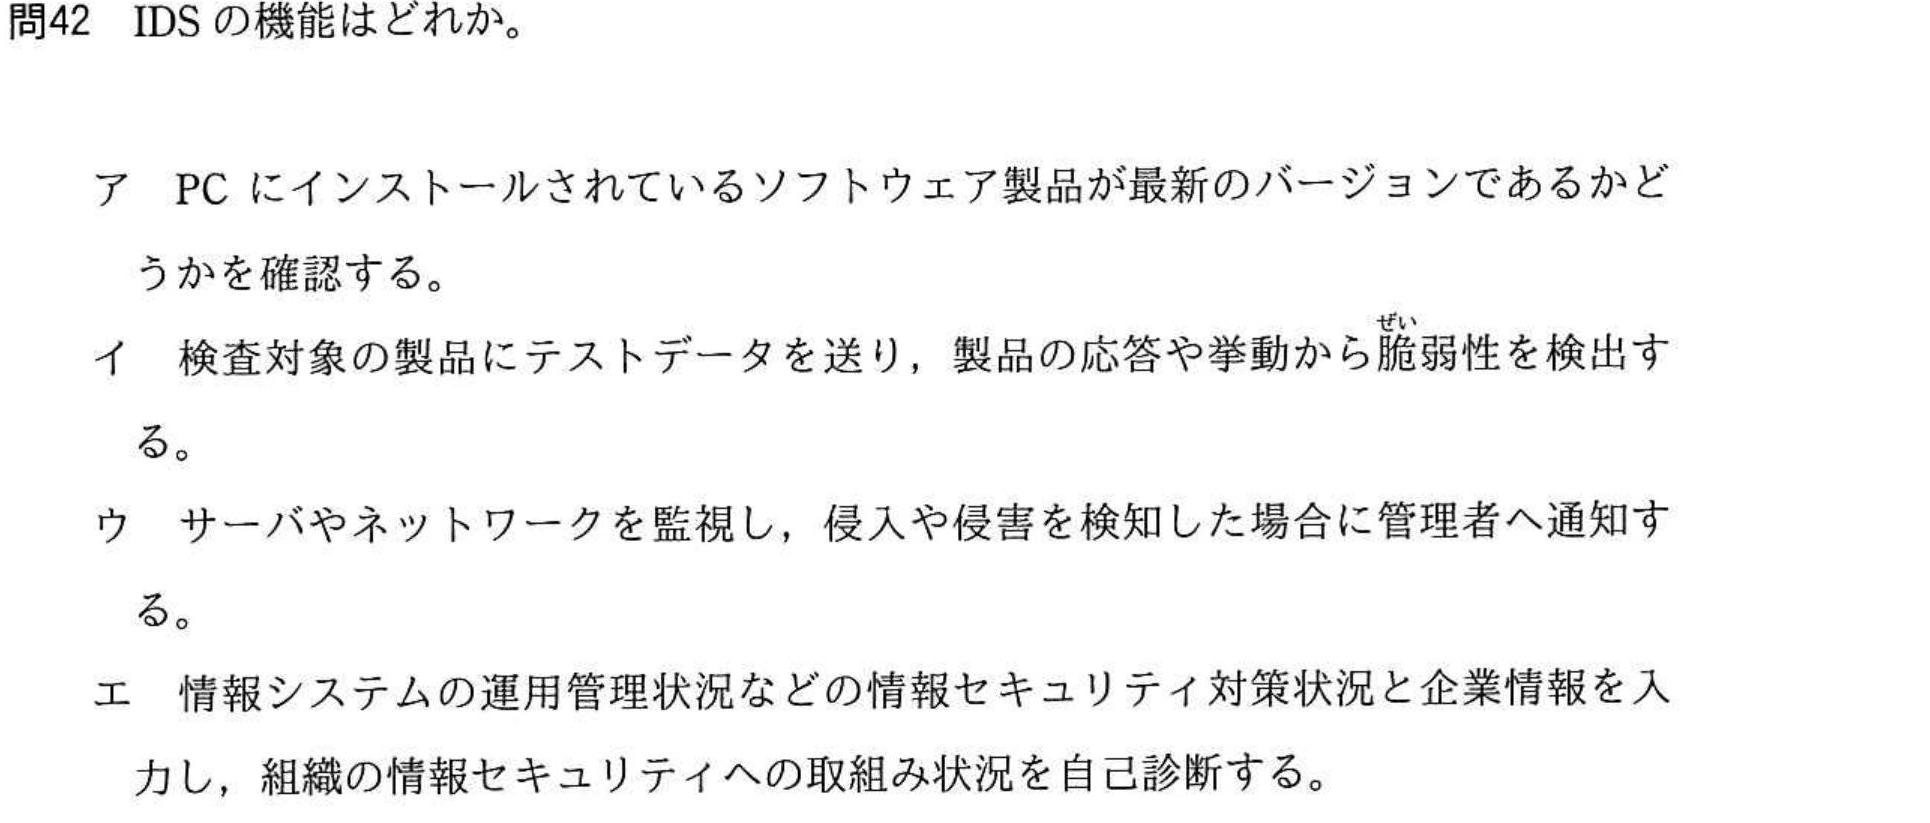 問42　IDS の機能はどれか。
ア　PC にインストールされているソフトウェア製品が最新のバージョンであるかど
うかを確認する。
ぜい
イ　検査対象の製品にテストデータを送り，製品の応答や挙動から脆弱性を検出す
る。
ウ　サーバやネットワークを監視し，侵入や侵害を検知した場合に管理者へ通知す
る。
エ　情報システムの運用管理状況などの情報セキュリティ対策状況と企業情報を入
力し，組織の情報セキュリティへの取組み状況を自己診断する。